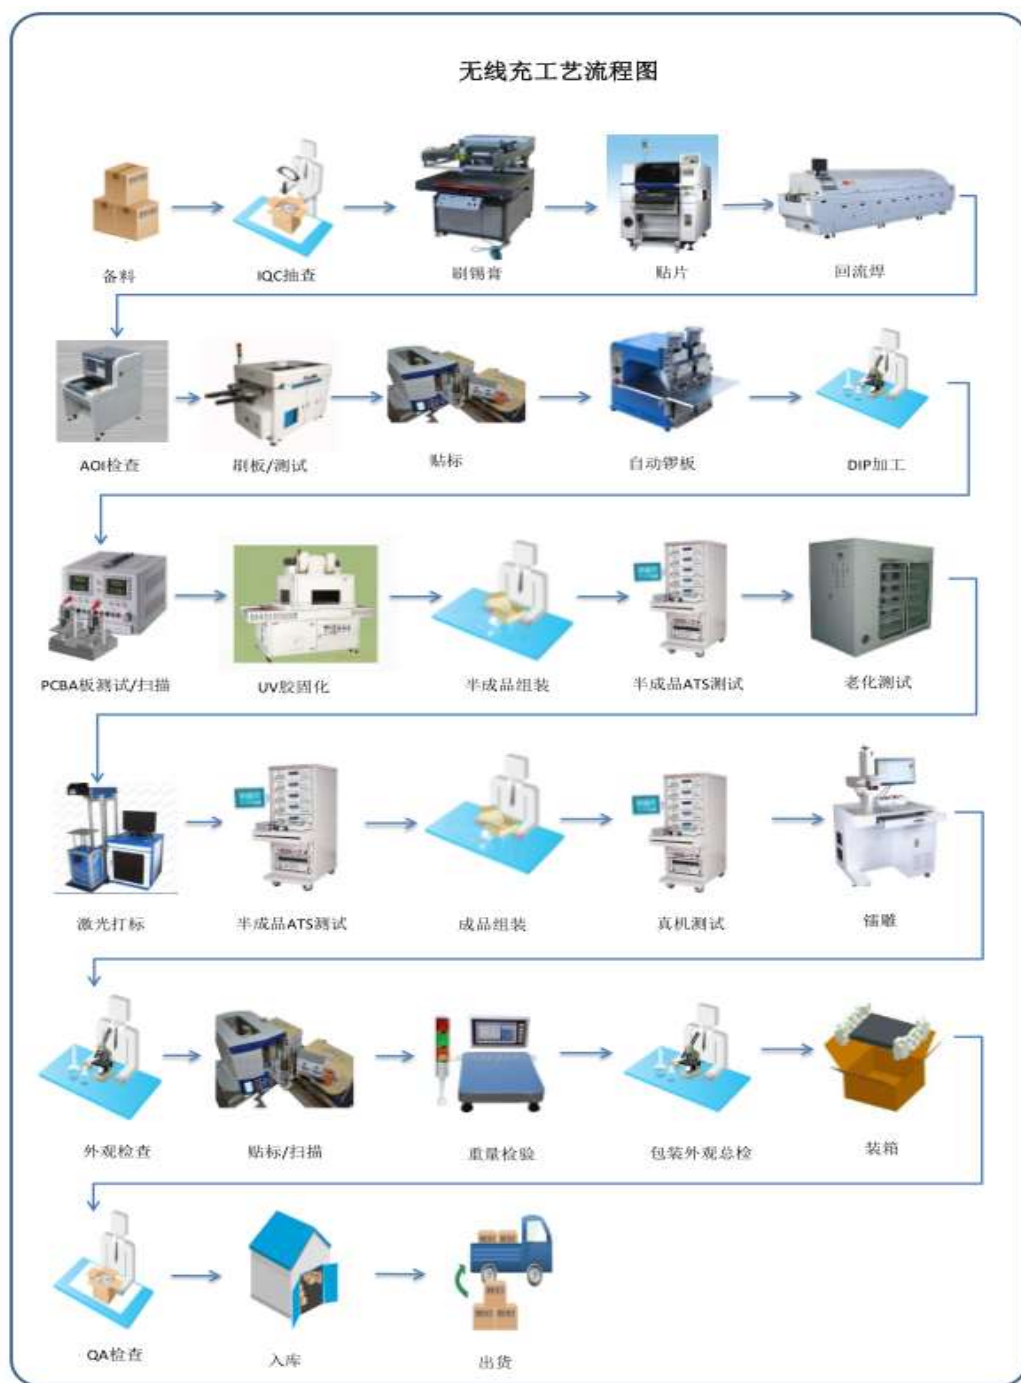 无线充工艺流程图
备料
IQC抽查
刷锡膏
贴片
回流焊
AOI检查
刷板/测试
贴标
自动锣板
DIP加工
PCBA板测试/扫描
UV胶固化
半成品组装
半成品ATS测试
老化测试
激光打标
半成品ATS测试
成品组装
真机测试
镭雕
外观检查
贴标/扫描
重量检验
包装外观总检
装箱
QA检查
入库
出货